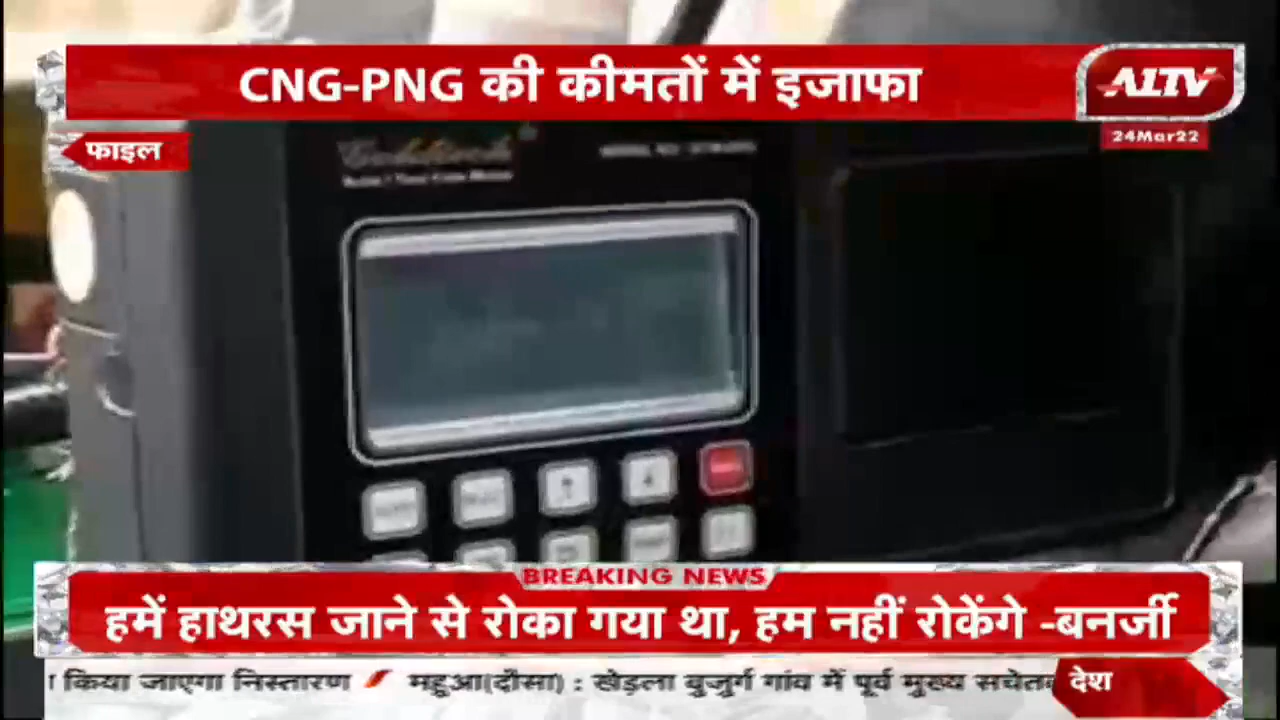 CNG-PNG की कीमतों में इजाफा
A1TV
24Mar22
फाइल
BREAKING NEWS
हमें हाथरस जाने से रोका गया था, हम नहीं रोकेंगे -बनर्जी
किया जाएगा निस्तारण महुआ(दौसा) : खेड़ला बुजुर्ग गांव में पूर्व मुख्य सचेतक
देश